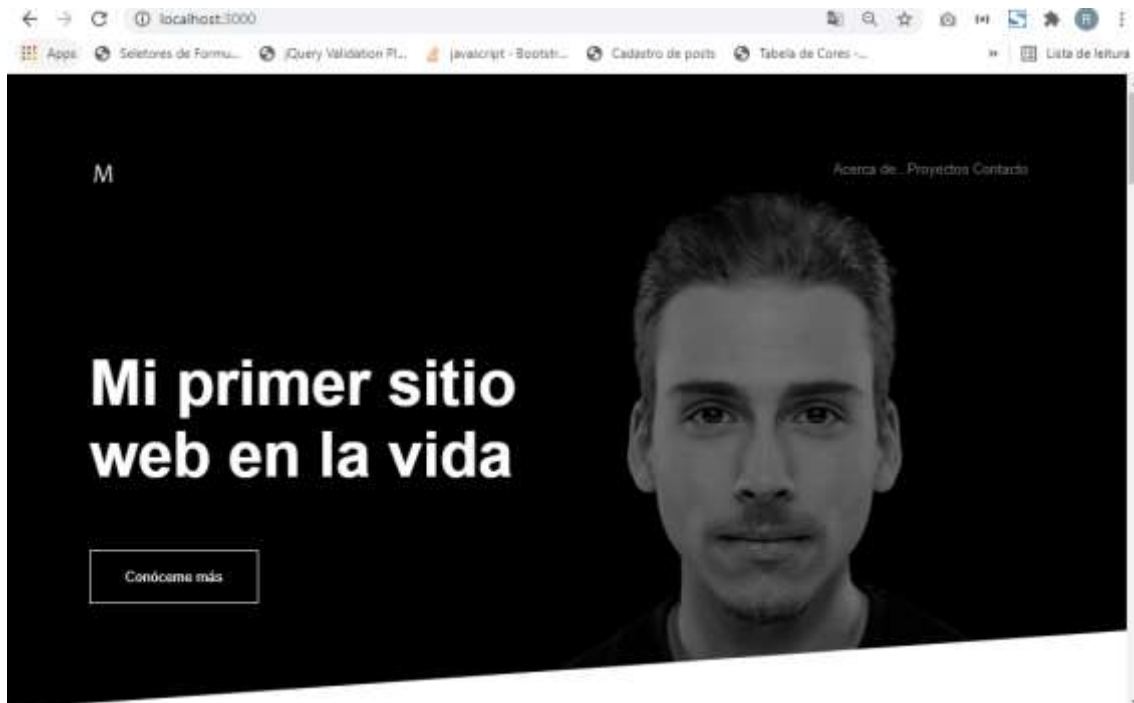 localhost:3000
Apps Seletores de Formu... jQuery Validation Pl... javascript - Bootstr... Cadastro de posts Tabela de Cores -... » Lista de leitura
M
Acerca de... Proyectos Contacto
Mi primer sitio
web en la vida
Conóceme más